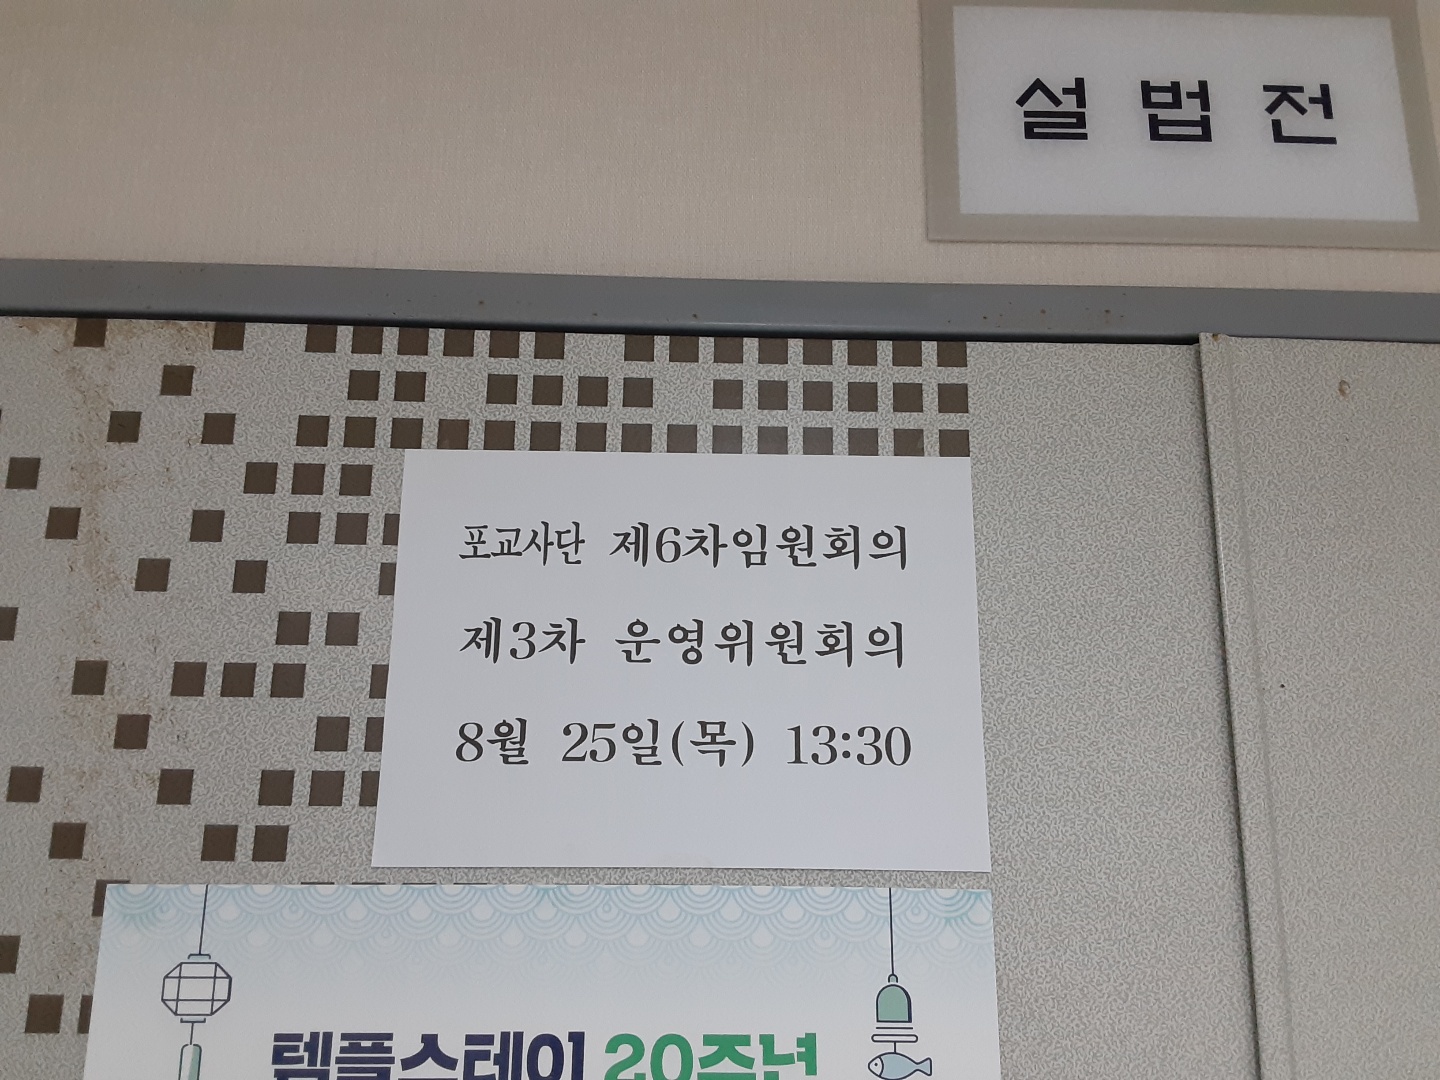 설법전
포교사단 제6차임원회의
제3차 운영위원회의
8월 25일(목) 13:30
템플스테이 20주년